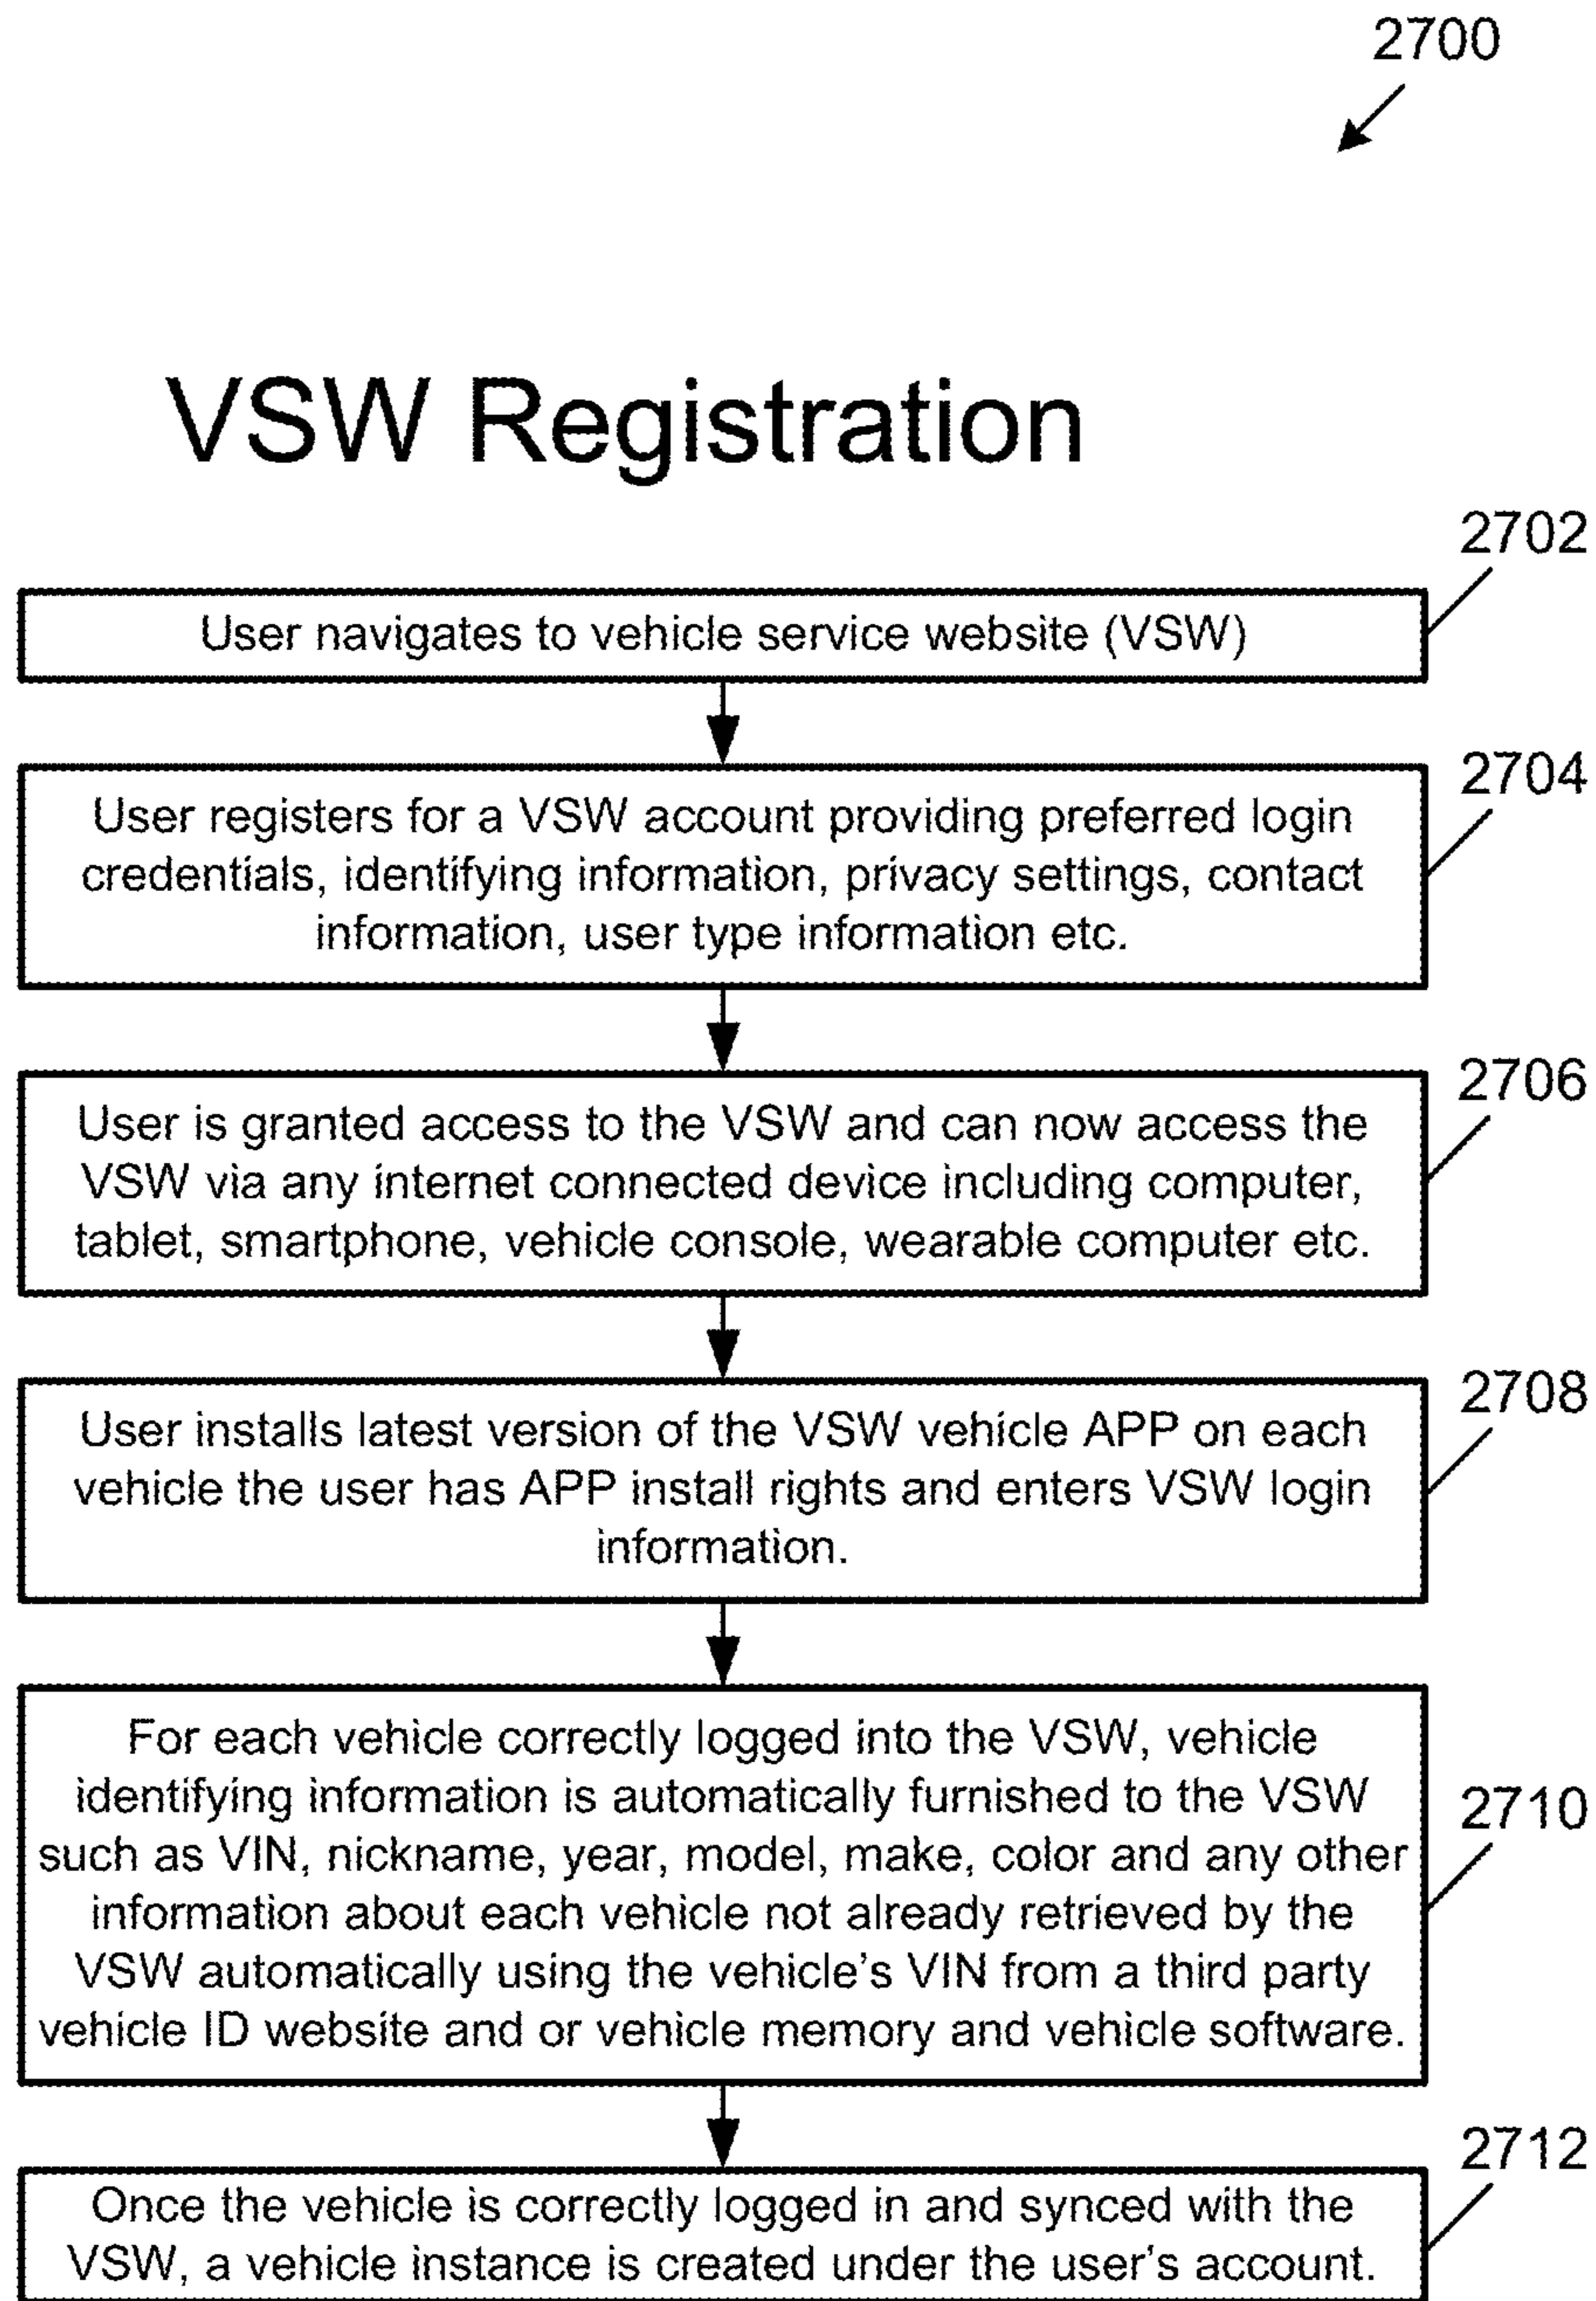 2700
VSW Registration
2702
User navigates to vehicle service website (VSW)
2704
User registers for a VSW account providing preferred login
credentials, identifying information, privacy settings, contact
information, user type information etc.
2706
User is granted access to the VSW and can now access the
VSW via any internet connected device including computer,
tablet, smartphone, vehicle console, wearable computer etc.
2708
User installs latest version of the VSW vehicle APP on each
vehicle the user has APP install rights and enters VSW login
information.
For each vehicle correctly logged into the VSW, vehicle
identifying information is automatically furnished to the VSW
2710
such as VIN, nickname, year, model, make, color and any other
information about each vehicle not already retrieved by the
VSW automatically using the vehicle's VIN from a third party
vehicle ID website and or vehicle memory and vehicle software.
2712
Once the vehicle is correctly logged in and synced with the
VSW, a vehicle instance is created under the user's account.